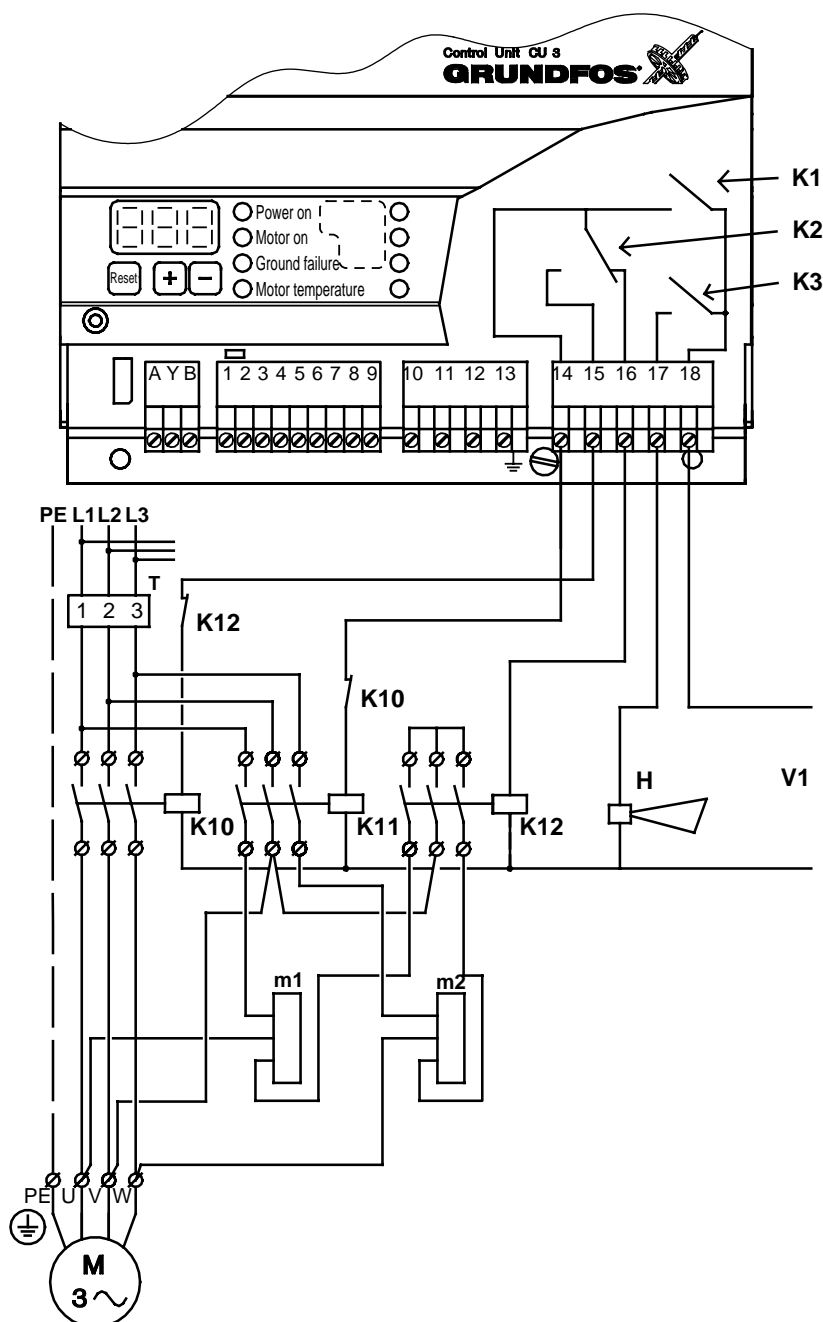 Control Unit CU 3
GRUNDFOS
K1
Power on
K2
Motor on
Ground failure
K3
Reset + −
Motor temperature
A Y B 1 2 3 4 5 6 7 8 9 10 11 12 13 14 15 16 17 18
PE L1 L2 L3
T
1 2 3
K12
K10
H V1
K10 K11 K12
m1 m2
PE U V W
M
3